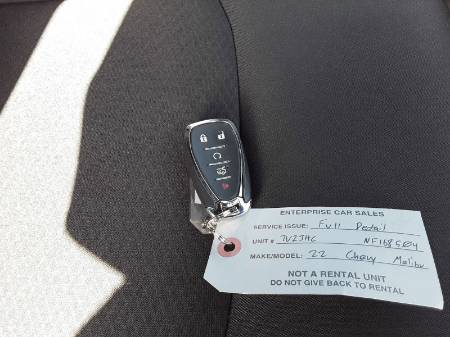 ENTERPRISE CAR SALES
SERVICE ISSUE: Full Detail
UNIT # 7V2JHC NF168564
MAKE/MODEL: 22 Chevy Malibu
NOT A RENTAL UNIT
DO NOT GIVE BACK TO RENTAL